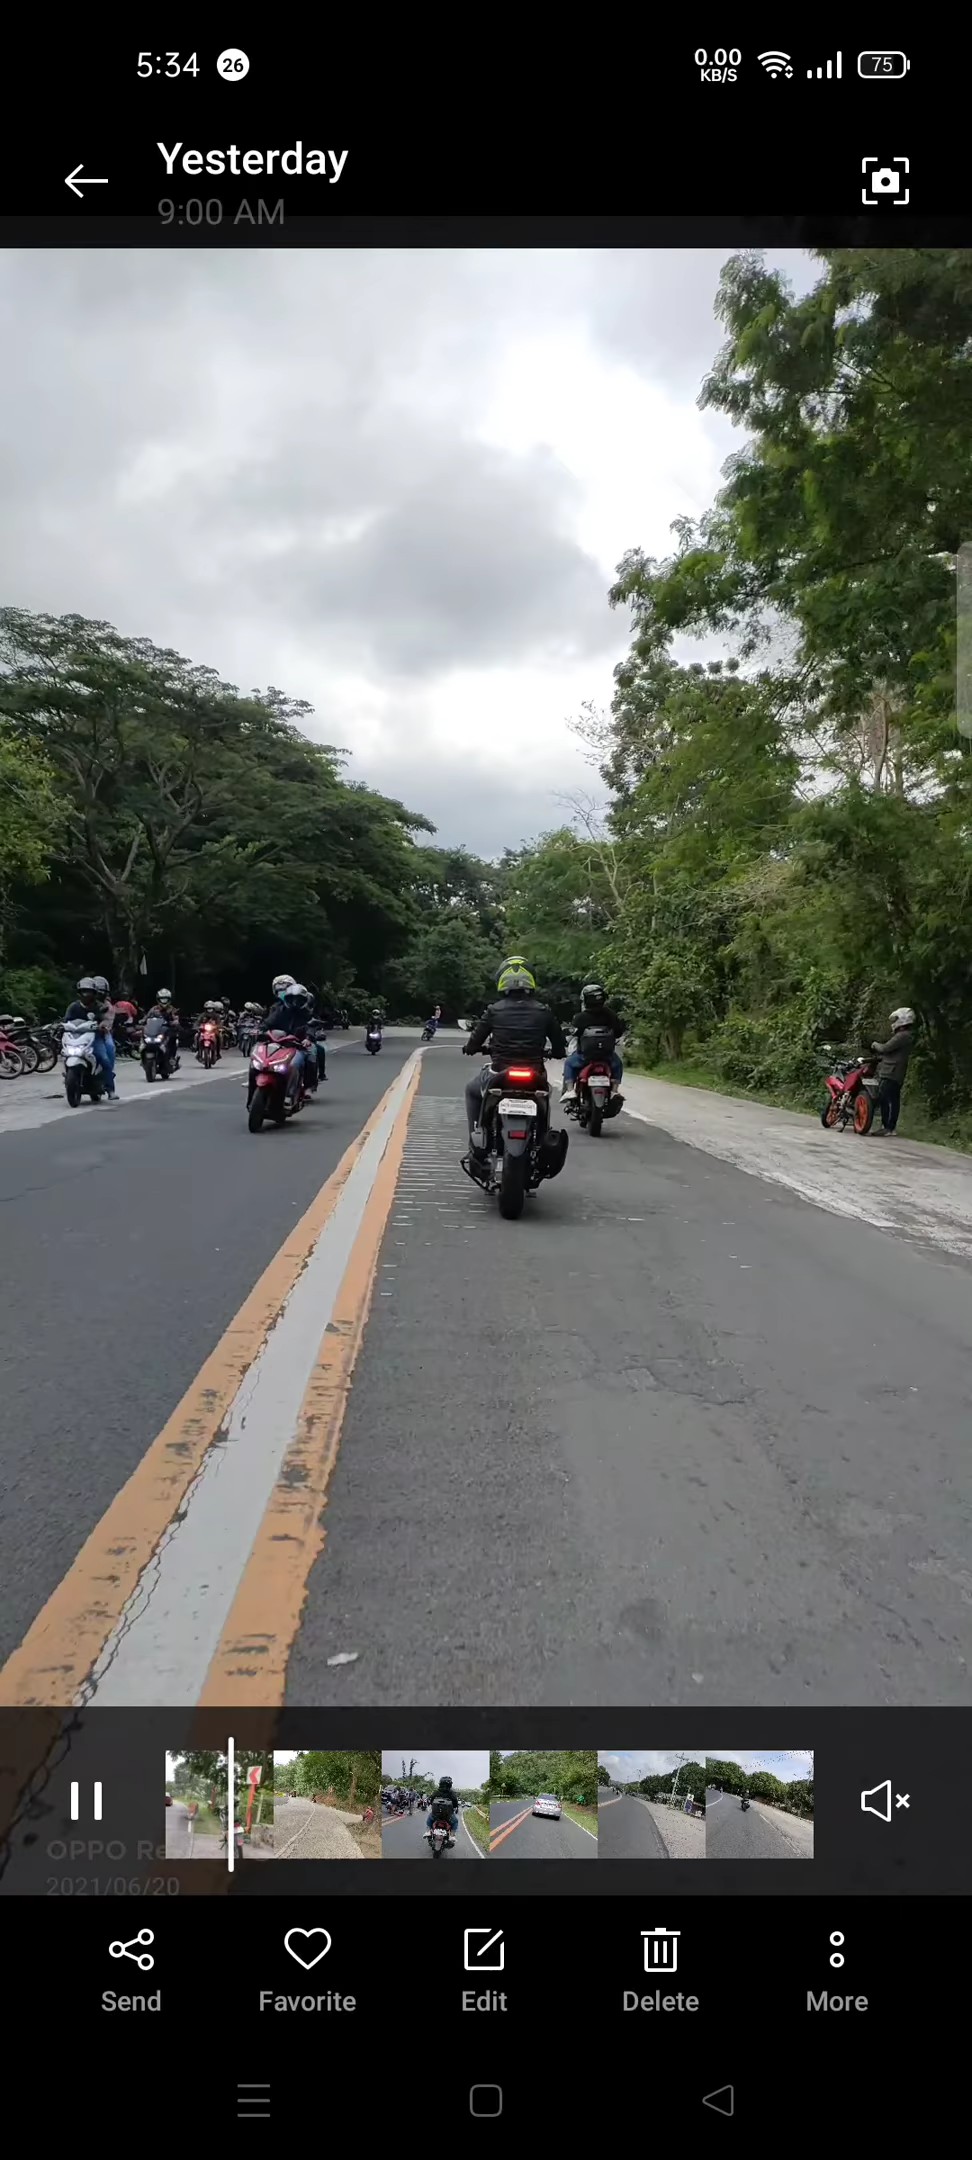 5:34 26 0.00 KB/S 75
Yesterday
9:00 AM
OPPO
2021/06/20
Send Favorite Edit Delete More